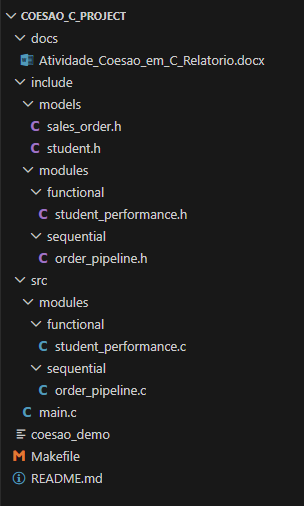 COESAO_C_PROJECT
docs
Atividade_Coesao_em_C_Relatorio.docx
include
models
C sales_order.h
C student.h
modules
functional
C student_performance.h
sequential
C order_pipeline.h
src
modules
functional
C student_performance.c
sequential
C order_pipeline.c
C main.c
coesao_demo
M Makefile
README.md